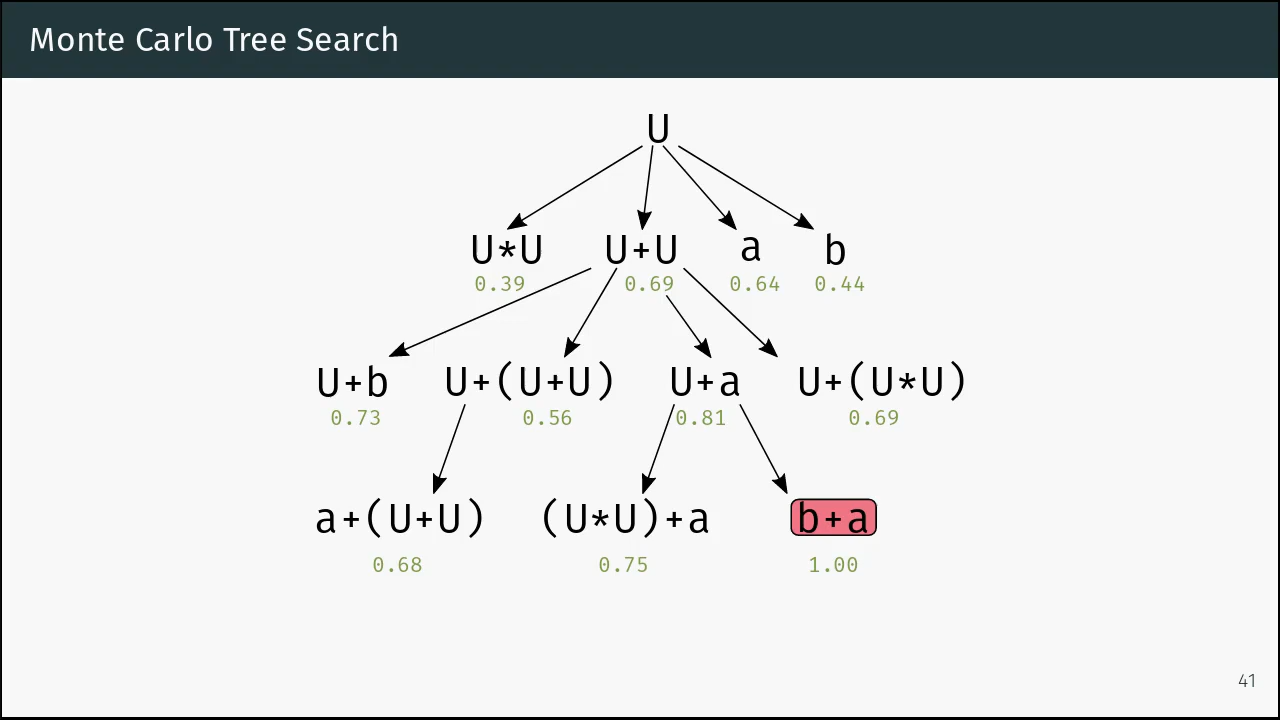 Monte Carlo Tree Search
U
U*U U+U a b
0.39 0.69 0.64 0.44
U+b U+(U+U) U+a U+(U*U)
0.73 0.56 0.81 0.69
a+(U+U) (U*U)+a b+a
0.68 0.75 1.00
41